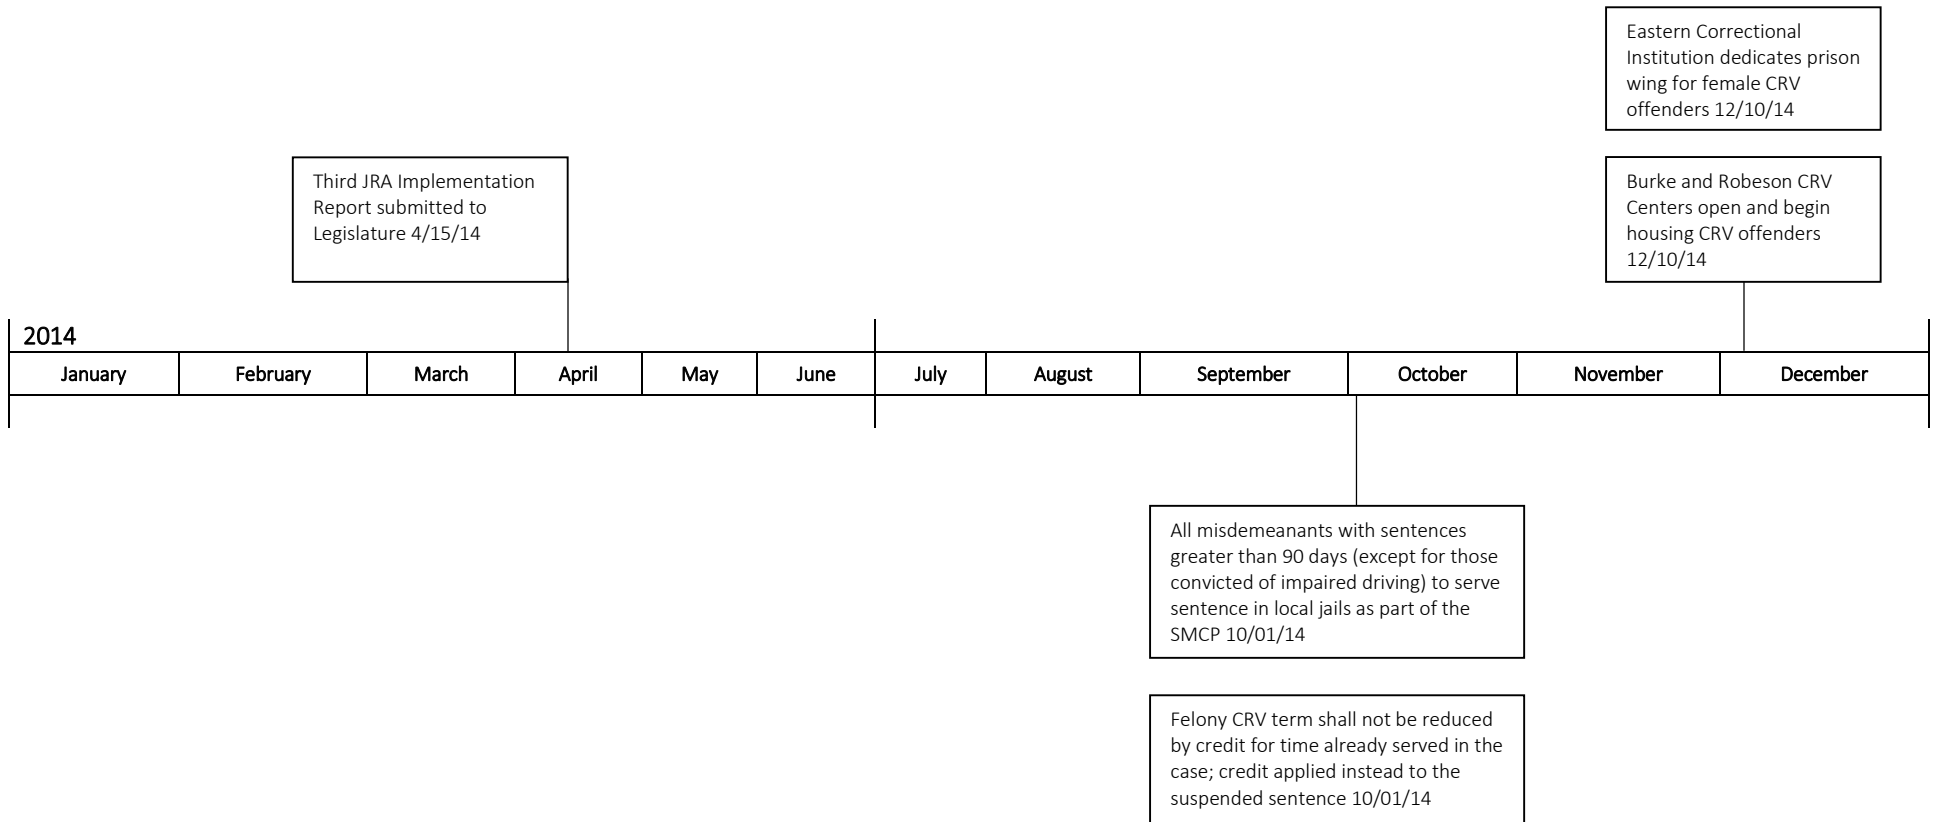 Eastern Correctional
Institution dedicates prison
wing for female CRV
offenders 12/10/14
Third JRA Implementation
Report submitted to
Legislature 4/15/14
Burke and Robeson CRV
Centers open and begin
housing CRV offenders
12/10/14
2014
January February March April May June July August September October November December
All misdemeanants with sentences
greater than 90 days (except for those
convicted of impaired driving) to serve
sentence in local jails as part of the
SMCP 10/01/14
Felony CRV term shall not be reduced
by credit for time already served in the
case; credit applied instead to the
suspended sentence 10/01/14